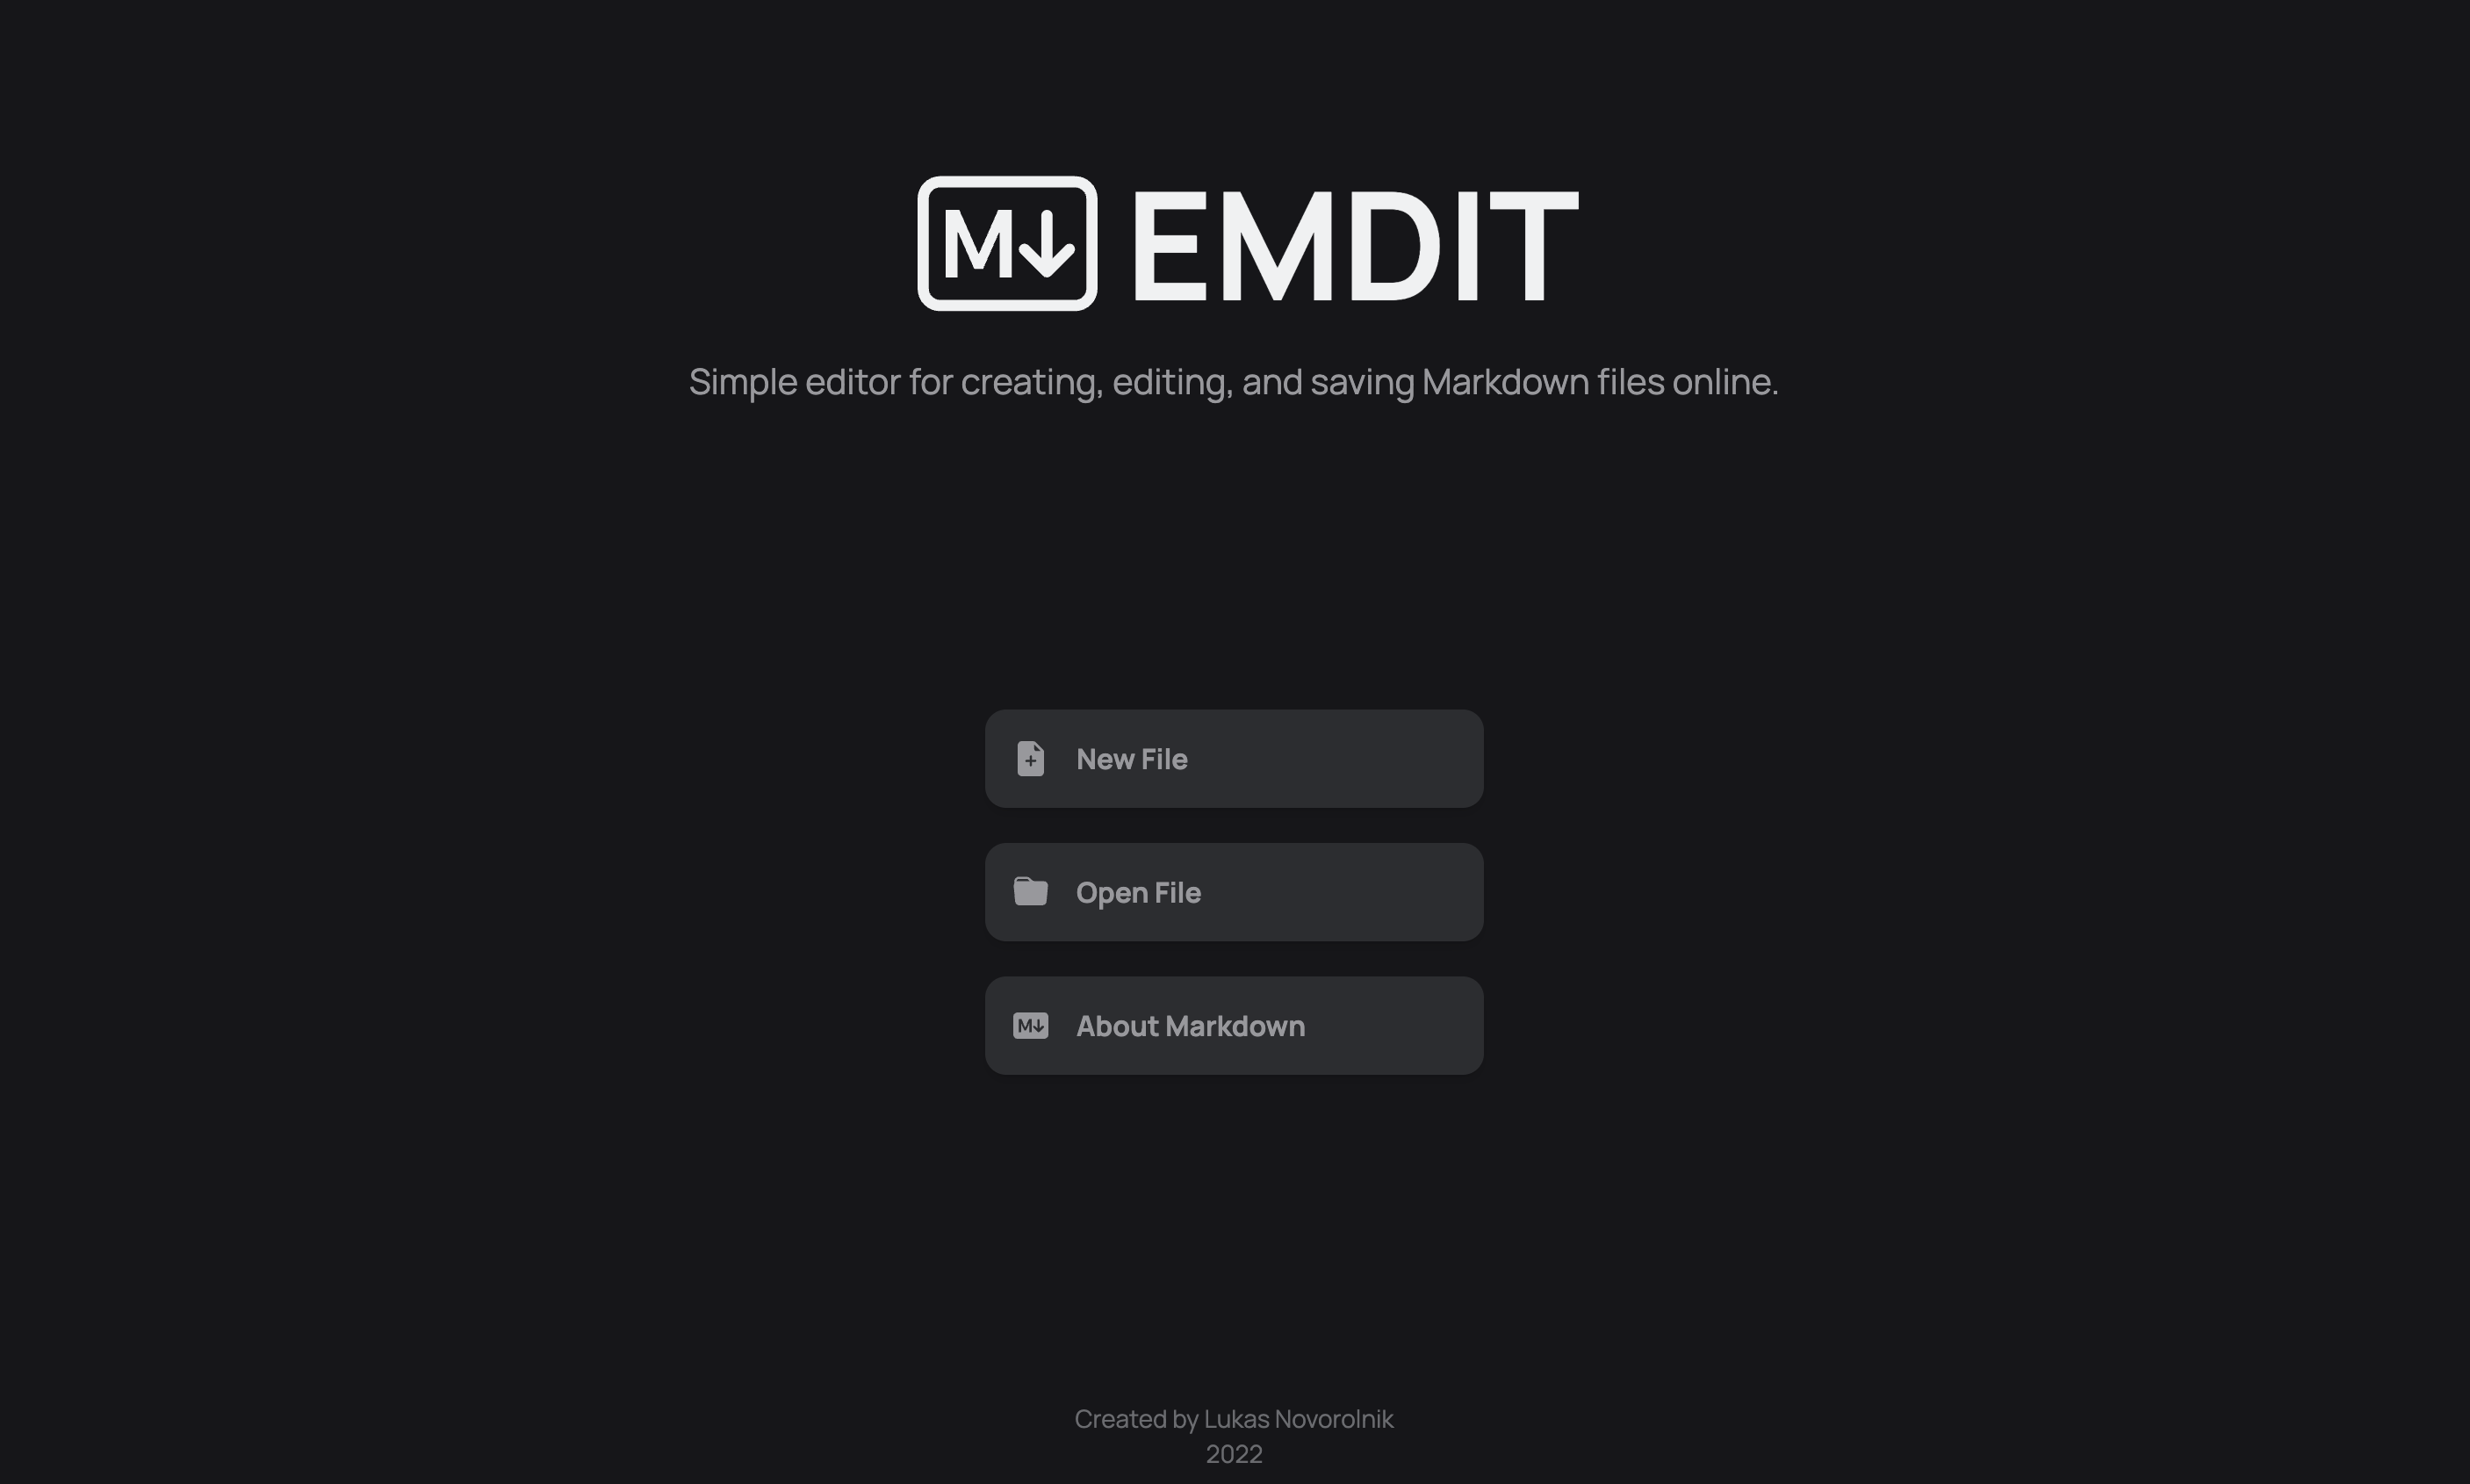 M↓ EMDIT
Simple editor for creating, editing, and saving Markdown files online.
New File
Open File
M↓ About Markdown
Created by Lukas Novorolnik
2022